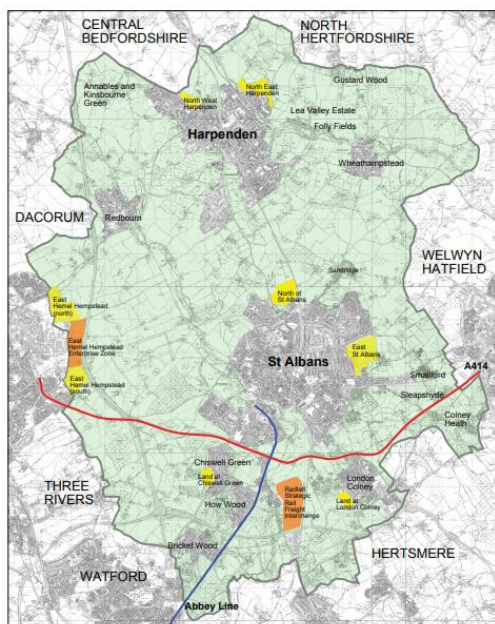 CENTRAL
BEDFORDSHIRE
NORTH
HERTFORDSHIRE
Annables and
Kinsbourne
Green
North West
Harpenden
North East
Harpenden
Gustard Wood
Lea Valley Estate
Folly Fields
Harpenden
Wheathampstead
DACORUM
Redbourn
WELWYN
HATFIELD
Sandridge
East
Hemel Hempstead
(north)
North of
St Albans
East
Hemel Hempstead
Enterprise Zone
St Albans
East
St Albans
A414
East
Hemel Hempstead
(south)
Smallford
Sleapshyde
Colney
Heath
THREE
RIVERS
Chiswell Green
Land at
Chiswell Green
London
Colney
Radlett
Strategic
Rail
Freight
Interchange
Land at
London Colney
How Wood
Bricket Wood
HERTSMERE
WATFORD
Abbey Line